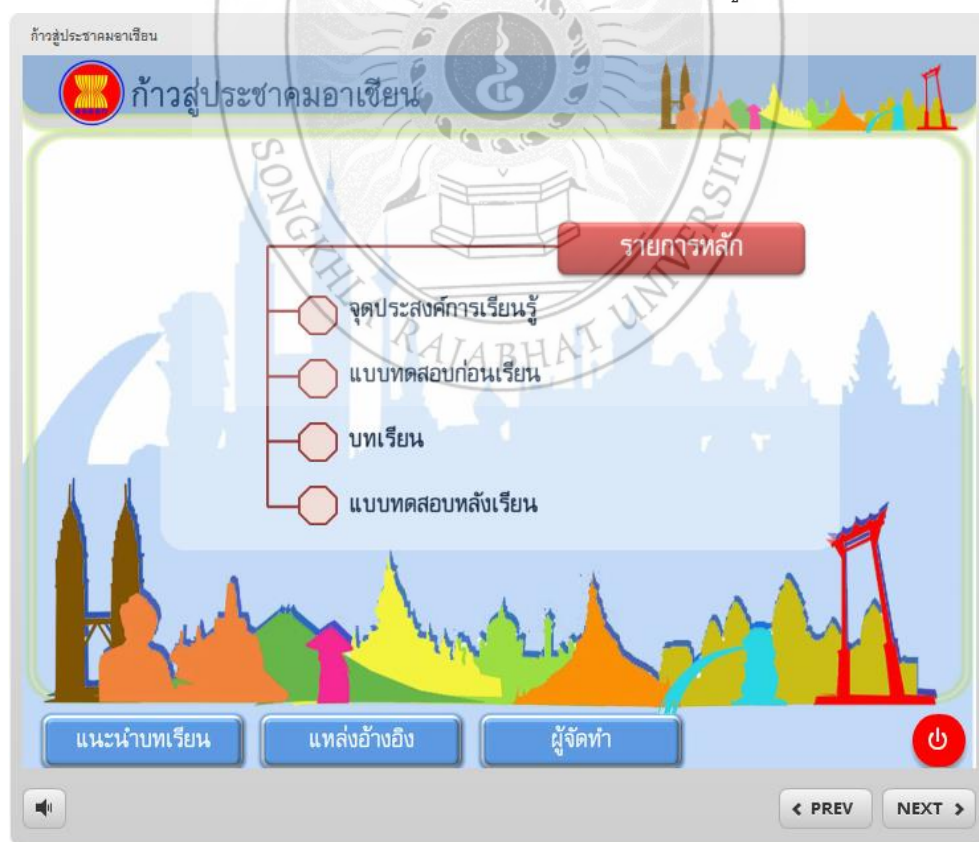 ก้าวสู่ประชาคมอาเซียน
ก้าวสู่ประชาคมอาเซียน
SONGKHLA RAJABHAT UNIVERSITY
รายการหลัก
จุดประสงค์การเรียนรู้
แบบทดสอบก่อนเรียน
บทเรียน
แบบทดสอบหลังเรียน
แนะนำบทเรียน
แหล่งอ้างอิง
ผู้จัดทำ
PREV
NEXT